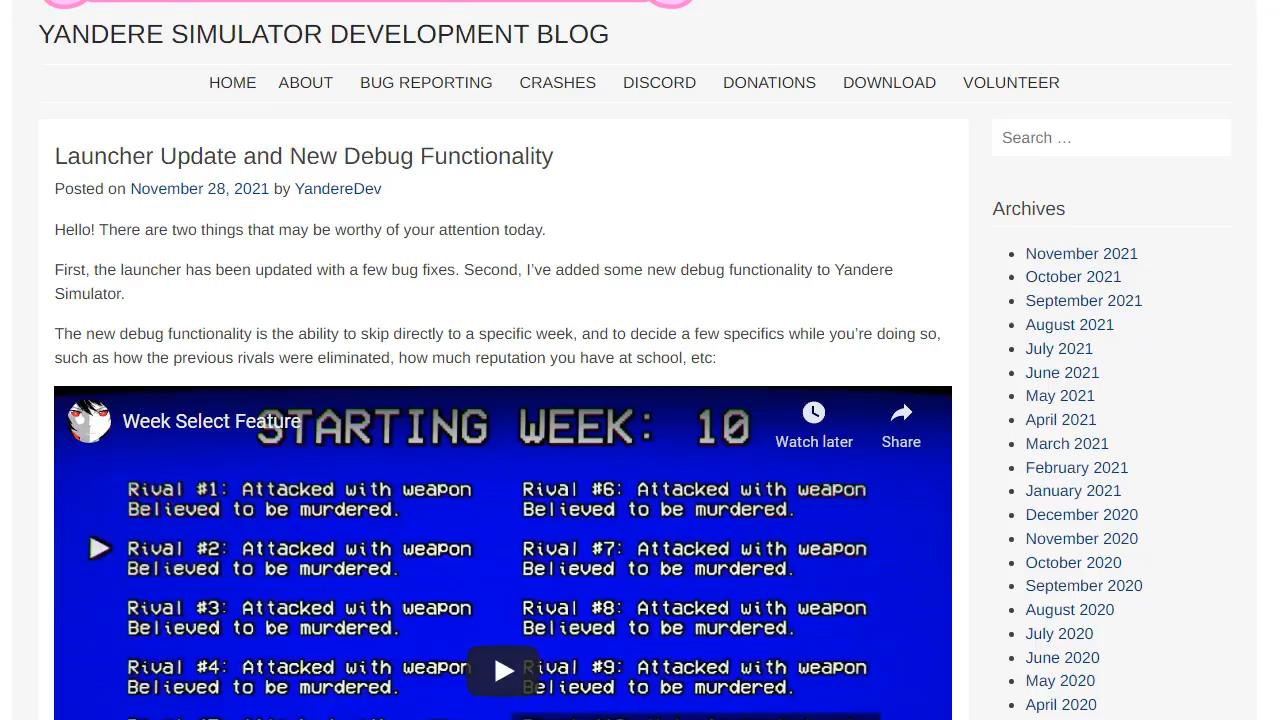 YANDERE SIMULATOR DEVELOPMENT BLOG
HOME ABOUT BUG REPORTING CRASHES DISCORD DONATIONS DOWNLOAD VOLUNTEER
Launcher Update and New Debug Functionality
Posted on November 28, 2021 by YandereDev
Hello! There are two things that may be worthy of your attention today.
First, the launcher has been updated with a few bug fixes. Second, I’ve added some new debug functionality to Yandere
Simulator.
The new debug functionality is the ability to skip directly to a specific week, and to decide a few specifics while you’re doing so,
such as how the previous rivals were eliminated, how much reputation you have at school, etc:
Week Select Feature
STARTING WEEK: 10
Watch later
Share
Rival #1: Attacked with weapon
Believed to be murdered.
Rival #2: Attacked with weapon
Believed to be murdered.
Rival #3: Attacked with weapon
Believed to be murdered.
Rival #4: Attacked with weapon
Believed to be murdered.
Rival #6: Attacked with weapon
Believed to be murdered.
Rival #7: Attacked with weapon
Believed to be murdered.
Rival #8: Attacked with weapon
Believed to be murdered.
Rival #9: Attacked with weapon
Believed to be murdered.
Search …
Archives
November 2021
October 2021
September 2021
August 2021
July 2021
June 2021
May 2021
April 2021
March 2021
February 2021
January 2021
December 2020
November 2020
October 2020
September 2020
August 2020
July 2020
June 2020
May 2020
April 2020